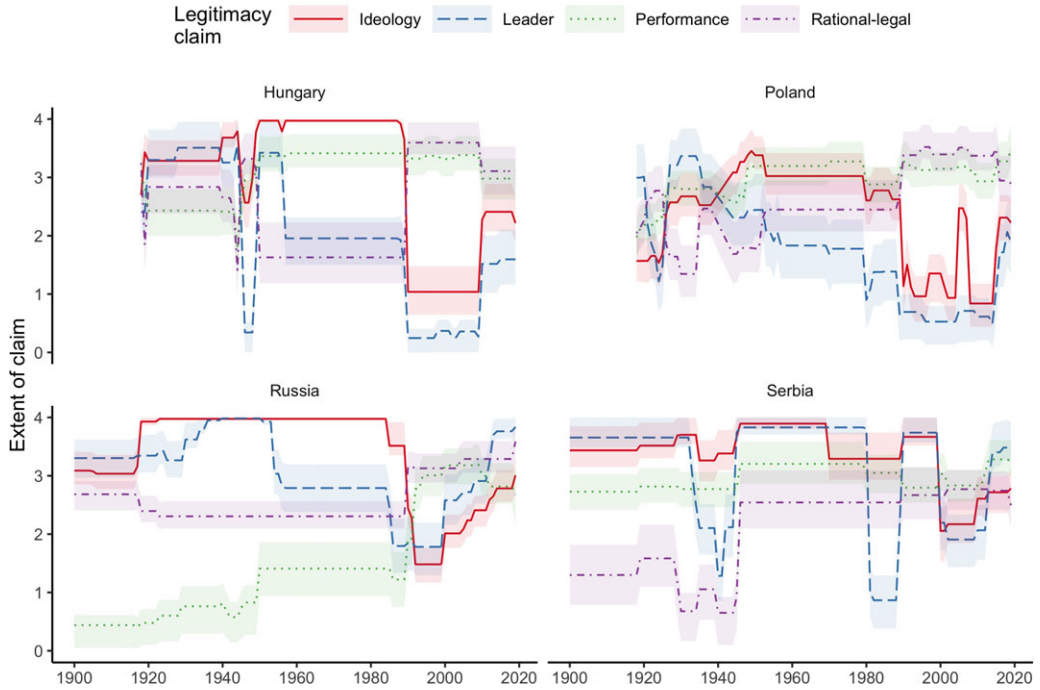 Legitimacy claim
Ideology
Leader
Performance
Rational-legal
Hungary
Poland
4
3
2
1
0
Extent of claim
Russia
Serbia
4
3
2
1
0
1900 1920 1940 1960 1980 2000 2020
1900 1920 1940 1960 1980 2000 2020